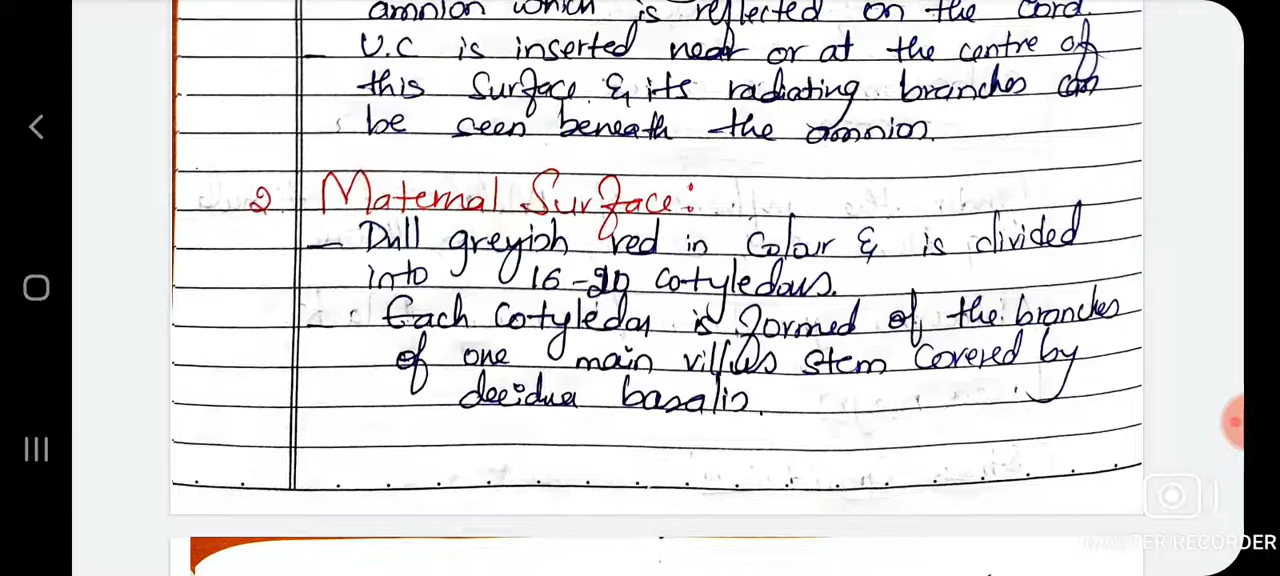 amnion which is reflected on the cord.
- U.C is inserted near or at the centre of
this surface & its radiating branches can
be seen beneath the amnion.
2 Maternal Surface:
- Dull greyish red in colour & is divided
into 16-20 cotyledons.
- Each cotyledon is formed of the branches
of one main villus stem covered by
decidua basalis.
MASTER RECORDER